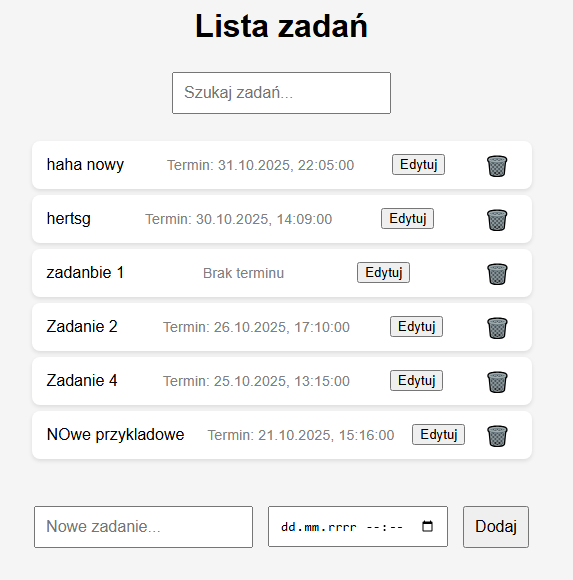 Lista zadań
Szukaj zadań...
haha nowy Termin: 31.10.2025, 22:05:00 Edytuj
hertsg Termin: 30.10.2025, 14:09:00 Edytuj
zadanbie 1 Brak terminu Edytuj
Zadanie 2 Termin: 26.10.2025, 17:10:00 Edytuj
Zadanie 4 Termin: 25.10.2025, 13:15:00 Edytuj
NOwe przykladowe Termin: 21.10.2025, 15:16:00 Edytuj
Nowe zadanie... dd.mm.rrrr --:-- Dodaj